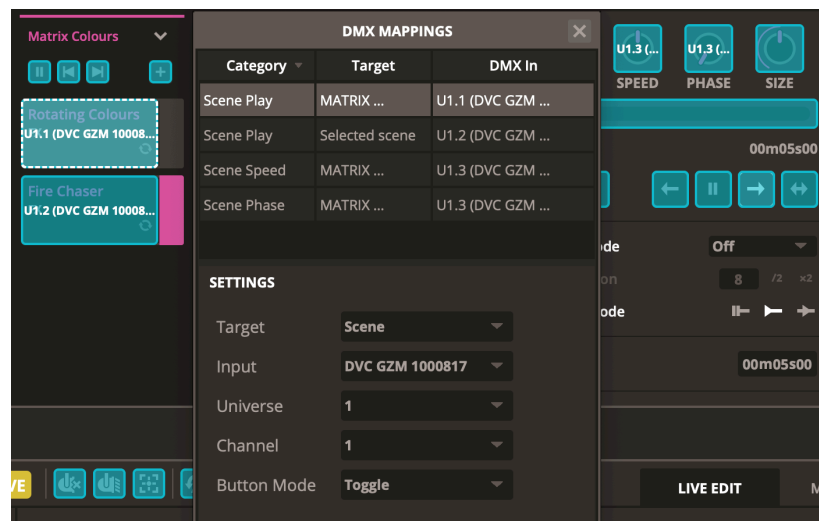 Matrix Colours
DMX MAPPINGS
Category Target DMX In
Scene Play MATRIX ... U1.1 (DVC GZM ...
Scene Play Selected scene U1.2 (DVC GZM ...
Scene Speed MATRIX ... U1.3 (DVC GZM ...
Scene Phase MATRIX ... U1.3 (DVC GZM ...
Rotating Colours
U1.1 (DVC GZM 10008...
Fire Chaser
U1.2 (DVC GZM 10008...
SETTINGS
Target Scene
Input DVC GZM 1000817
Universe 1
Channel 1
Button Mode Toggle
U1.3 (... U1.3 (...
SPEED PHASE SIZE
00m05s00
ode Off
on 8 /2 ×2
ode
00m05s00
VE
LIVE EDIT M